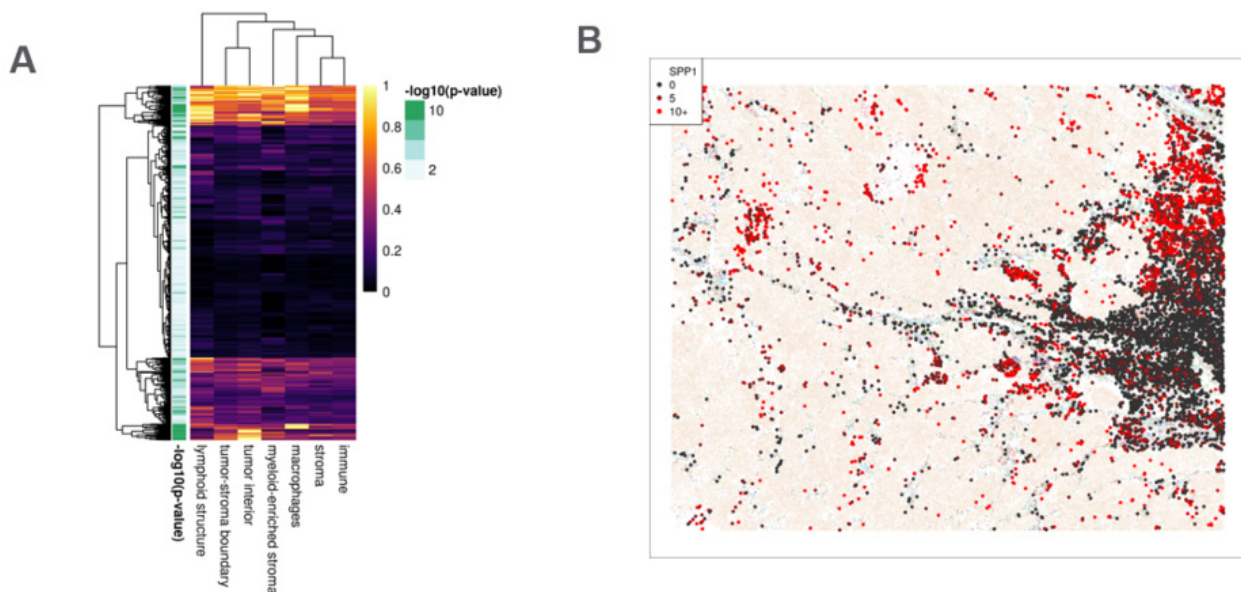 A
1
0.8
0.6
0.4
0.2
0
-log10(p-value)
10
2
-log10(p-value)
lymphoid structure
tumor-stroma boundary
tumor interior
myeloid-enriched stroma
macrophages
stroma
immune
B
SPP1
0
5
10+